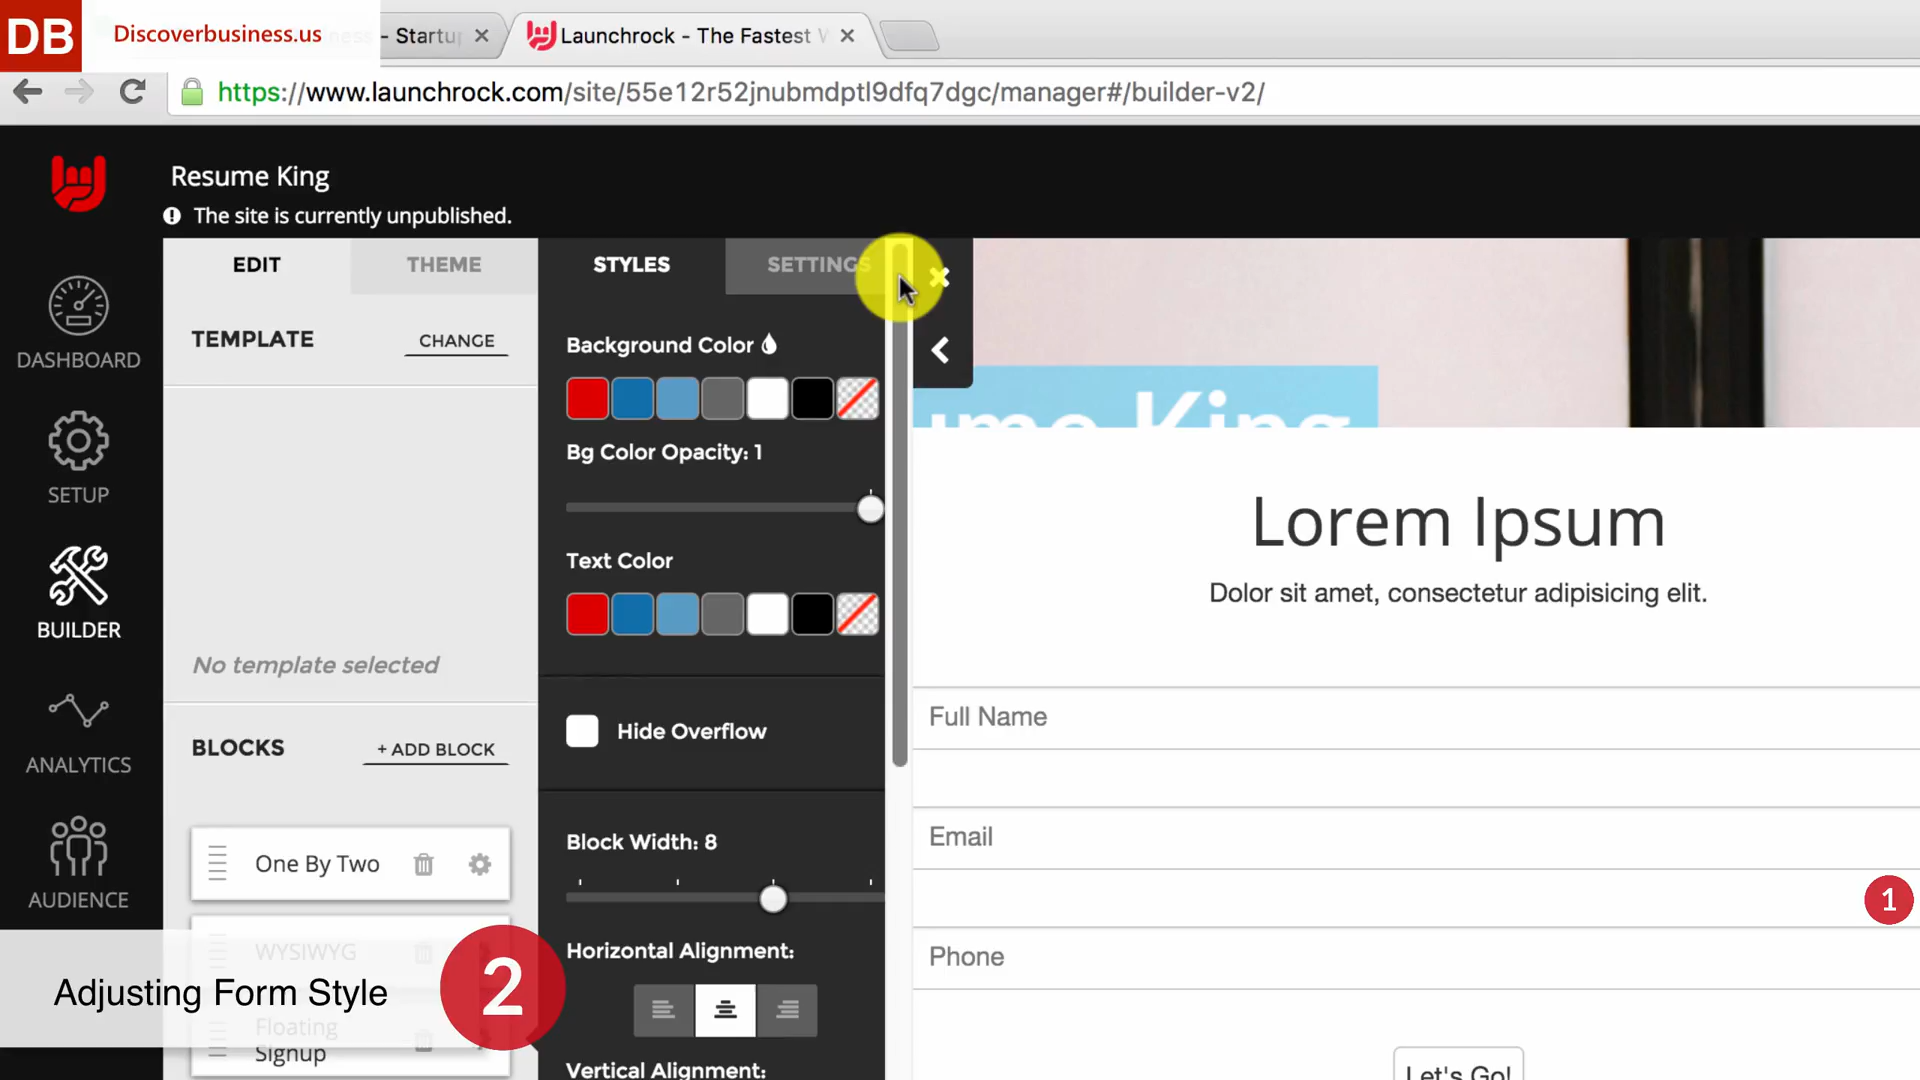 DB
Discoverbusiness.us
ness - Startu
Launchrock - The Fastest
https://www.launchrock.com/site/55e12r52jnubmdptl9dfq7dgc/manager#/builder-v2/
Resume King
The site is currently unpublished.
EDIT
THEME
STYLES
SETTINGS
DASHBOARD
SETUP
BUILDER
ANALYTICS
AUDIENCE
TEMPLATE
CHANGE
No template selected
BLOCKS
+ ADD BLOCK
One By Two
WYSIWYG
Floating
Signup
Adjusting Form Style
2
Background Color
Bg Color Opacity: 1
Text Color
Hide Overflow
Block Width: 8
Horizontal Alignment:
Vertical Alignment:
ume King
Lorem Ipsum
Dolor sit amet, consectetur adipisicing elit.
Full Name
Email
1
Phone
Let's Go!